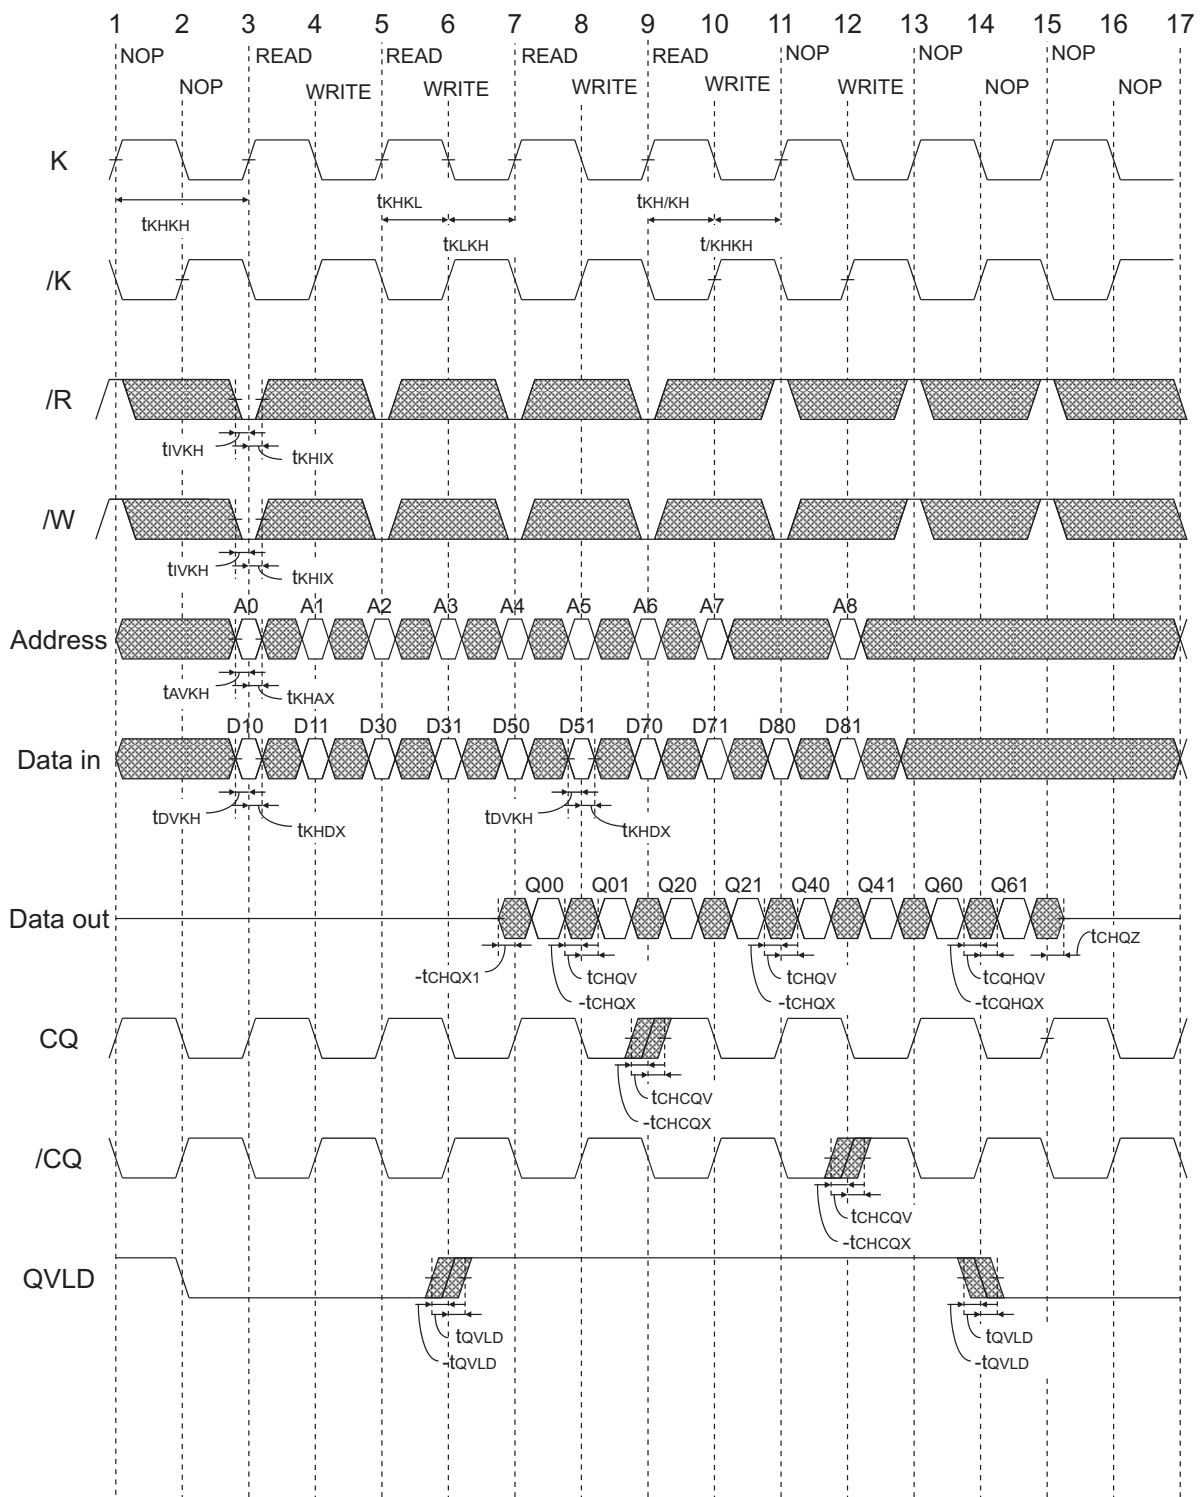 1 2 3 4 5 6 7 8 9 10 11 12 13 14 15 16 17
NOP READ READ READ READ NOP NOP NOP
NOP WRITE WRITE WRITE WRITE WRITE NOP NOP
K
tKHKH tKHKL tKLKH tKH/KH t/KHKH
/K
/R
tIVKH tKHIX
/W
tIVKH tKHIX
A0 A1 A2 A3 A4 A5 A6 A7 A8
Address
tAVKH tKHAX
D10 D11 D30 D31 D50 D51 D70 D71 D80 D81
Data in
tDVKH tKHDX tDVKH tKHDX
Q00 Q01 Q20 Q21 Q40 Q41 Q60 Q61
Data out
-tCHQX1 tCHQV tCHQV tCQHQV tCHQZ
-tCHQX -tCHQX -tCQHQX
CQ
tCHCQV
-tCHCQX
/CQ
tCHCQV
-tCHCQX
QVLD
tQVLD tQVLD
-tQVLD -tQVLD